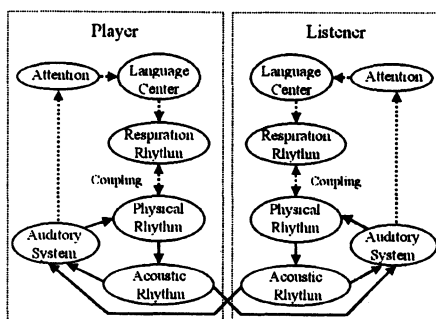 Player
Attention
Language
Center
Respiration
Rhythm
Coupling
Physical
Rhythm
Auditory
System
Acoustic
Rhythm
Listener
Language
Center
Attention
Respiration
Rhythm
Coupling
Physical
Rhythm
Auditory
System
Acoustic
Rhythm